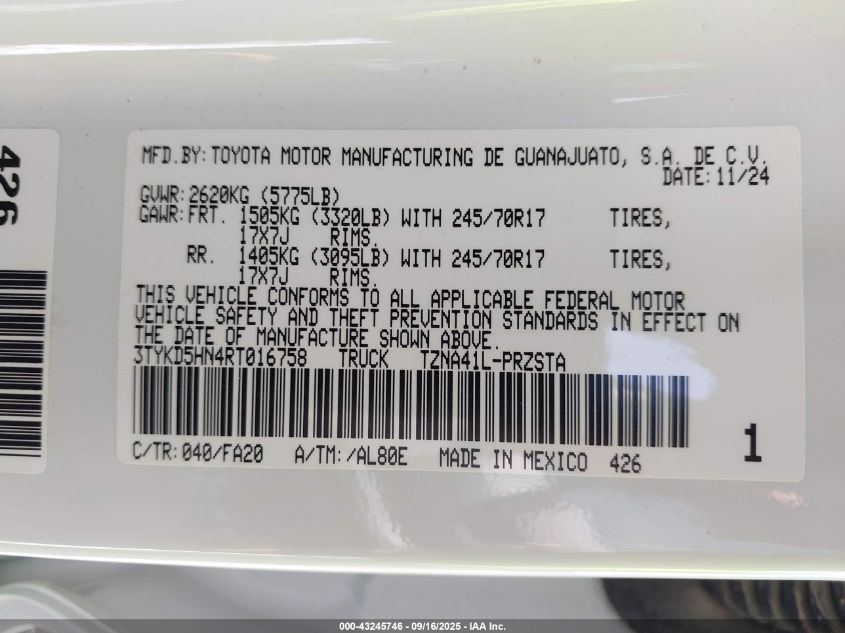 426
MFD.BY:TOYOTA MOTOR MANUFACTURING DE GUANAJUATO, S.A. DE C.V.
DATE:11/24
GVWR:2620KG (5775LB)
GAWR:FRT. 1505KG (3320LB) WITH 245/70R17 TIRES,
17X7J RIMS.
RR. 1405KG (3095LB) WITH 245/70R17 TIRES,
17X7J RIMS.
THIS VEHICLE CONFORMS TO ALL APPLICABLE FEDERAL MOTOR
VEHICLE SAFETY AND THEFT PREVENTION STANDARDS IN EFFECT ON
THE DATE OF MANUFACTURE SHOWN ABOVE.
3TYKD5HN4RT016758 TRUCK TZNA41L-PRZSTA
C/TR:040/FA20 A/TM:/AL80E MADE IN MEXICO 426
1
000-43245746 - 09/16/2025 - IAA Inc.